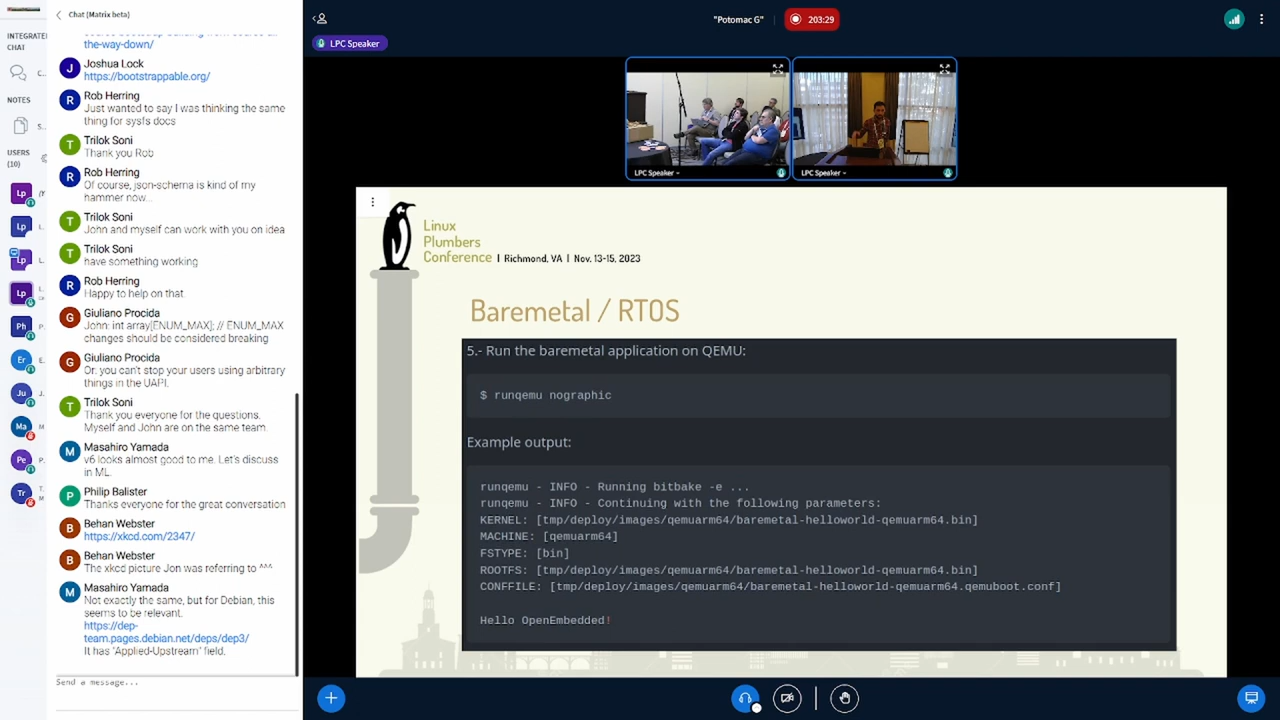 Chat (Matrix beta)
INTEGRATE
CHAT
C..
NOTES
S..
USERS
(10)
the-way-down/
J
Joshua Lock
https://bootstrappable.org/
R
Rob Herring
Just wanted to say I was thinking the same
thing for sysfs docs
T
Trilok Soni
Thank you Rob
R
Rob Herring
Of course, json-schema is kind of my
hammer now...
T
Trilok Soni
John and myself can work with you on idea
T
Trilok Soni
have something working
R
Rob Herring
Happy to help on that.
G
Giuliano Procida
John: int array[ENUM_MAX]; // ENUM_MAX
changes should be considered breaking
G
Giuliano Procida
Or: you can't stop your users using arbitrary
things in the UAPI.
T
Trilok Soni
Thank you everyone for the questions.
Myself and John are on the same team.
M
Masahiro Yamada
v6 looks almost good to me. Let's discuss
in ML.
P
Philip Balister
Thanks everyone for the great conversation
B
Behan Webster
https://xkcd.com/2347/
B
Behan Webster
The xkcd picture Jon was referring to ^^^
M
Masahiro Yamada
Not exactly the same, but for Debian, this
seems to be relevant.
https://dep-
team.pages.debian.net/deps/dep3/
It has 'Applied-Upstream' field.
Send a message...
Lp
Lp
Lp
Lp
Ph
Er
Ju
Ma
Pe
Tr
"Potomac G"
203:29
LPC Speaker
LPC Speaker
LPC Speaker
Linux
Plumbers
Conference | Richmond, VA | Nov. 13-15, 2023
Baremetal / RTOS
5.- Run the baremetal application on QEMU:
$ runqemu nographic
Example output:
runqemu - INFO - Running bitbake -e ...
runqemu - INFO - Continuing with the following parameters:
KERNEL: [tmp/deploy/images/qemuarm64/baremetal-helloworld-qemuarm64.bin]
MACHINE: [qemuarm64]
FSTYPE: [bin]
ROOTFS: [tmp/deploy/images/qemuarm64/baremetal-helloworld-qemuarm64.bin]
CONFFILE: [tmp/deploy/images/qemuarm64/baremetal-helloworld-qemuarm64.qemuboot.conf]
Hello OpenEmbedded!